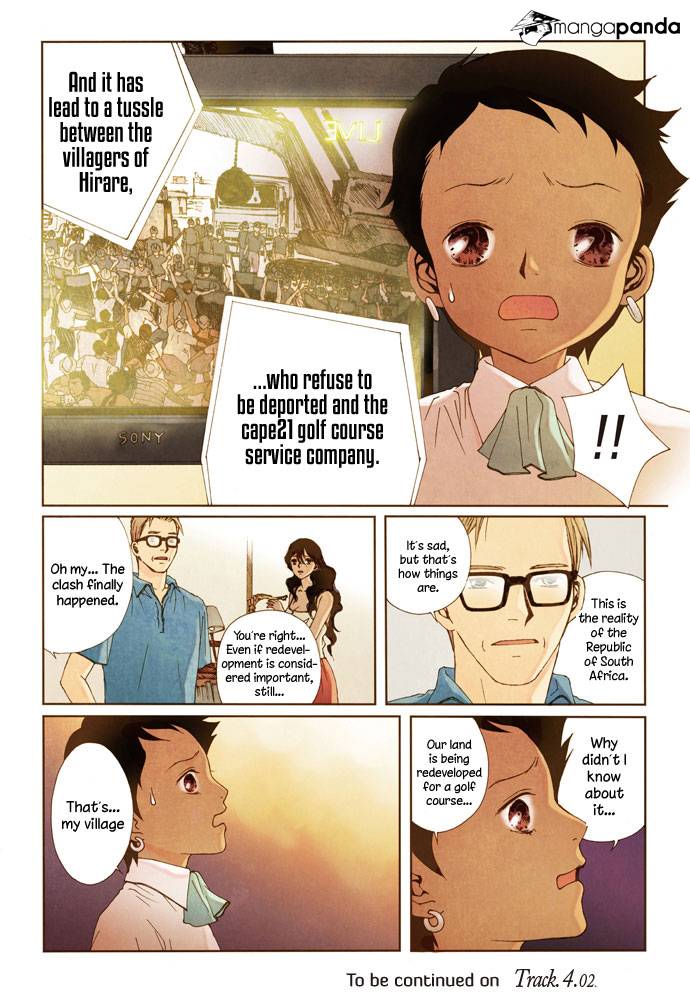 mangapanda
And it has
lead to a tussle
between the
villagers of
Hirare,
LIVE
...who refuse to
be deported and the
cape21 golf course
service company.
!!
SONY
Oh my... The
clash finally
happened.
You're right...
Even if redevel-
opment is consid-
ered important,
still...
It's sad,
but that's
how things
are.
This is
the reality
of the
Republic
of South
Africa.
That's...
my village
Our land
is being
redeveloped
for a golf
course...
Why
didn't I
know
about
it...
To be continued on Track.4.02.